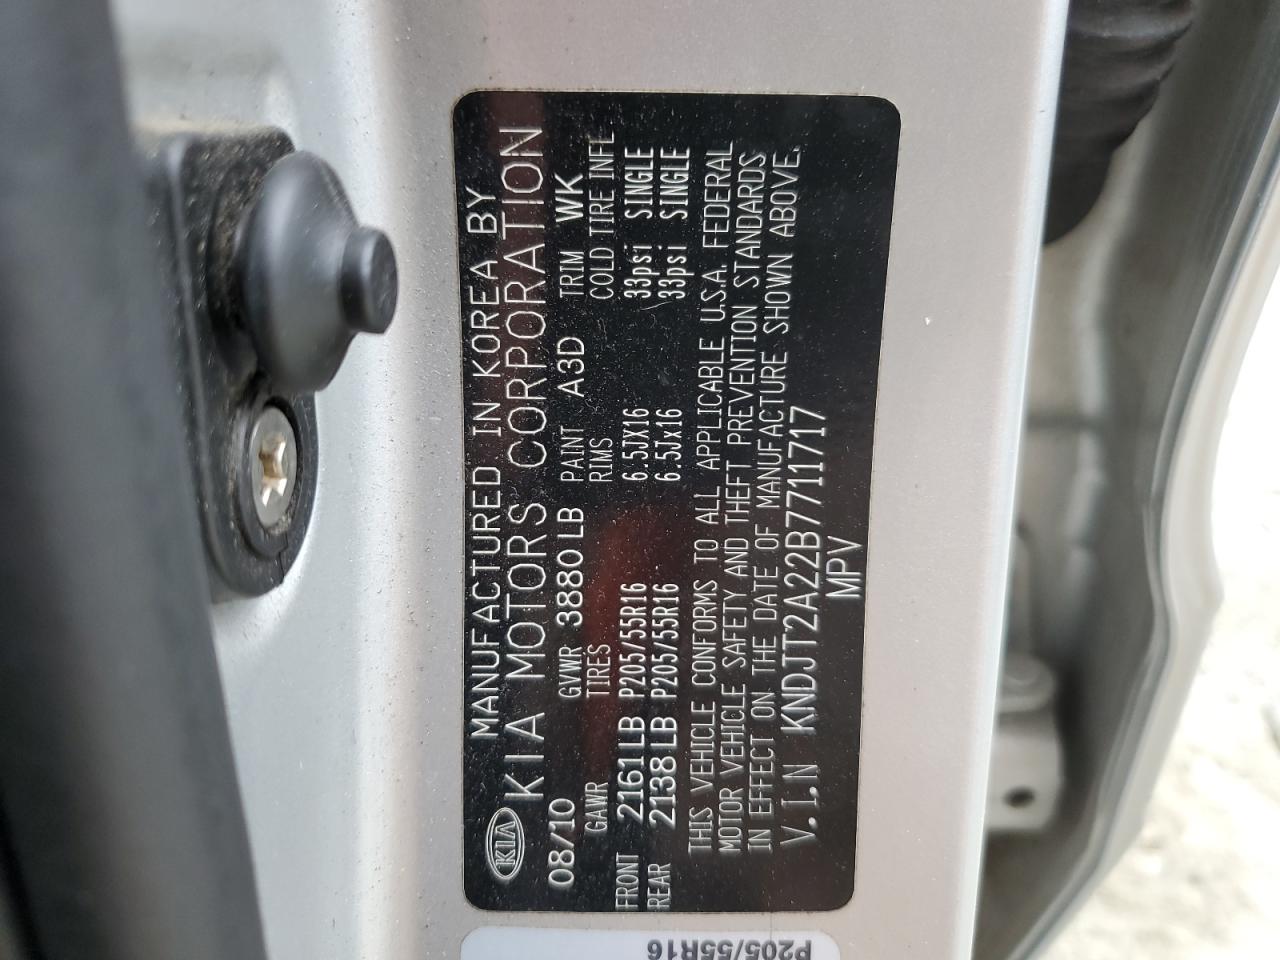 KIA
MANUFACTURED IN KOREA BY
KIA MOTORS CORPORATION
08/10 GVWR 3880LB PAINT A3D TRIM WK
GAWR TIRES RIMS COLD TIRE INFL
FRONT 2161LB P205/55R16 6.5JX16 33psi SINGLE
REAR 2138LB P205/55R16 6.5Jx16 33psi SINGLE
THIS VEHICLE CONFORMS TO ALL APPLICABLE U.S.A. FEDERAL
MOTOR VEHICLE SAFETY AND THEFT PREVENTION STANDARDS
IN EFFECT ON THE DATE OF MANUFACTURE SHOWN ABOVE.
V.I.N KNDJT2A22B7711717
MPV
P205/55R16